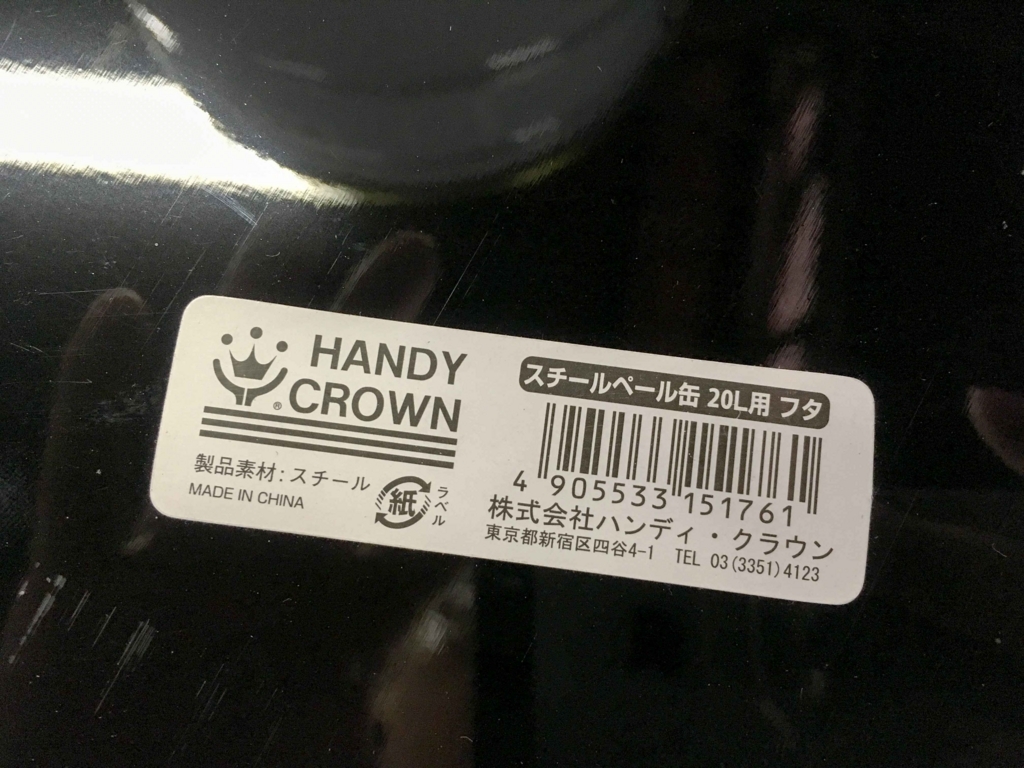 HANDY
CROWN
®
製品素材: スチール
MADE IN CHINA
紙
ラベル
スチールペール缶 20L用 フタ
4 905533 151761
株式会社ハンディ・クラウン
東京都新宿区四谷4-1 TEL 03(3351)4123